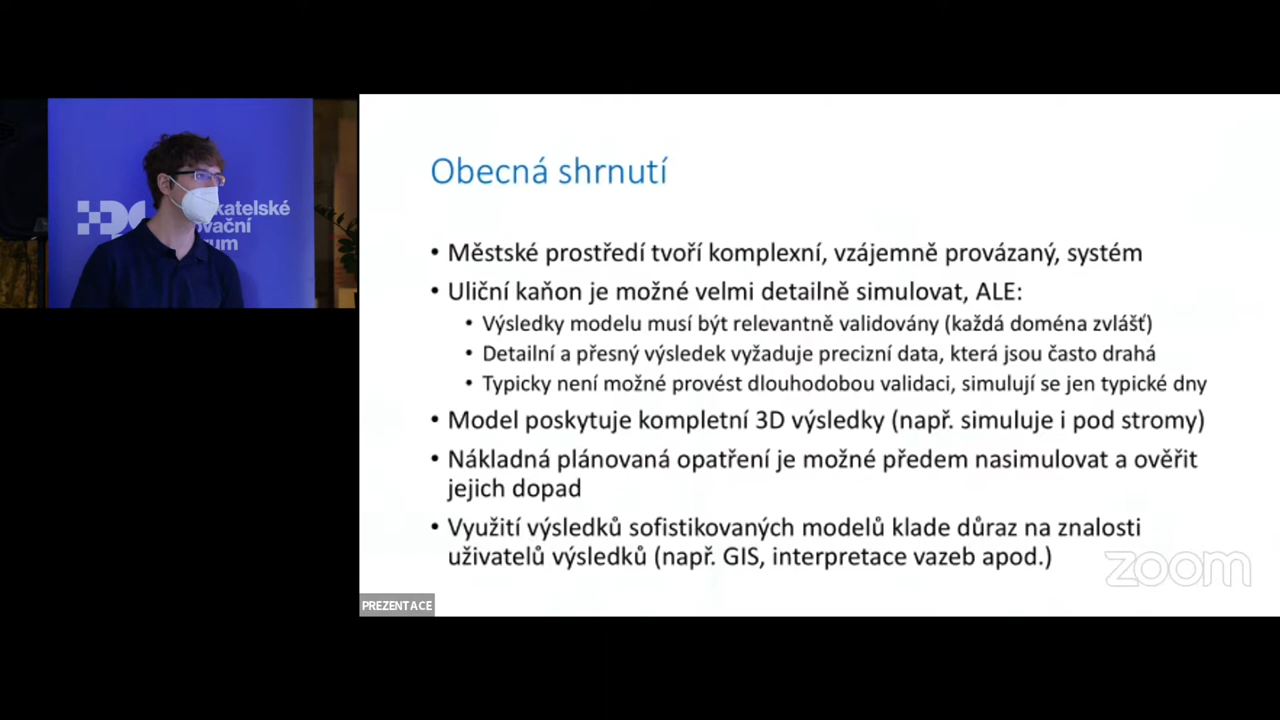 katelské
vační
um
Obecná shrnutí
• Městské prostředí tvoří komplexní, vzájemně provázaný, systém
• Uliční kaňon je možné velmi detailně simulovat, ALE:
• Výsledky modelu musí být relevantně validovány (každá doména zvlášť)
• Detailní a přesný výsledek vyžaduje precizní data, která jsou často drahá
• Typicky není možné provést dlouhodobou validaci, simulují se jen typické dny
• Model poskytuje kompletní 3D výsledky (např. simuluje i pod stromy)
• Nákladná plánovaná opatření je možné předem nasimulovat a ověřit
jejich dopad
• Využití výsledků sofistikovaných modelů klade důraz na znalosti
uživatelů výsledků (např. GIS, interpretace vazeb apod.)
zoom
PREZENTACE